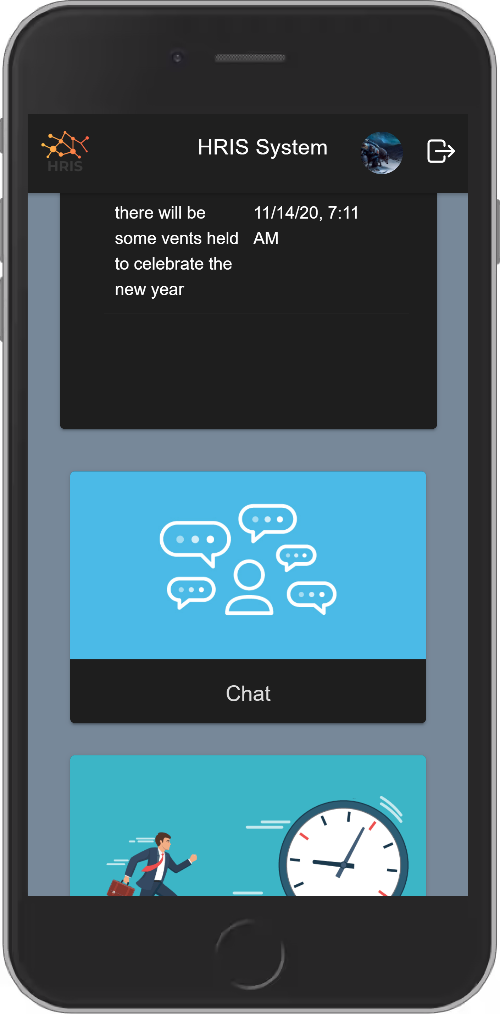 HRIS
HRIS System
there will be
some vents held
to celebrate the
new year
11/14/20, 7:11
AM
Chat